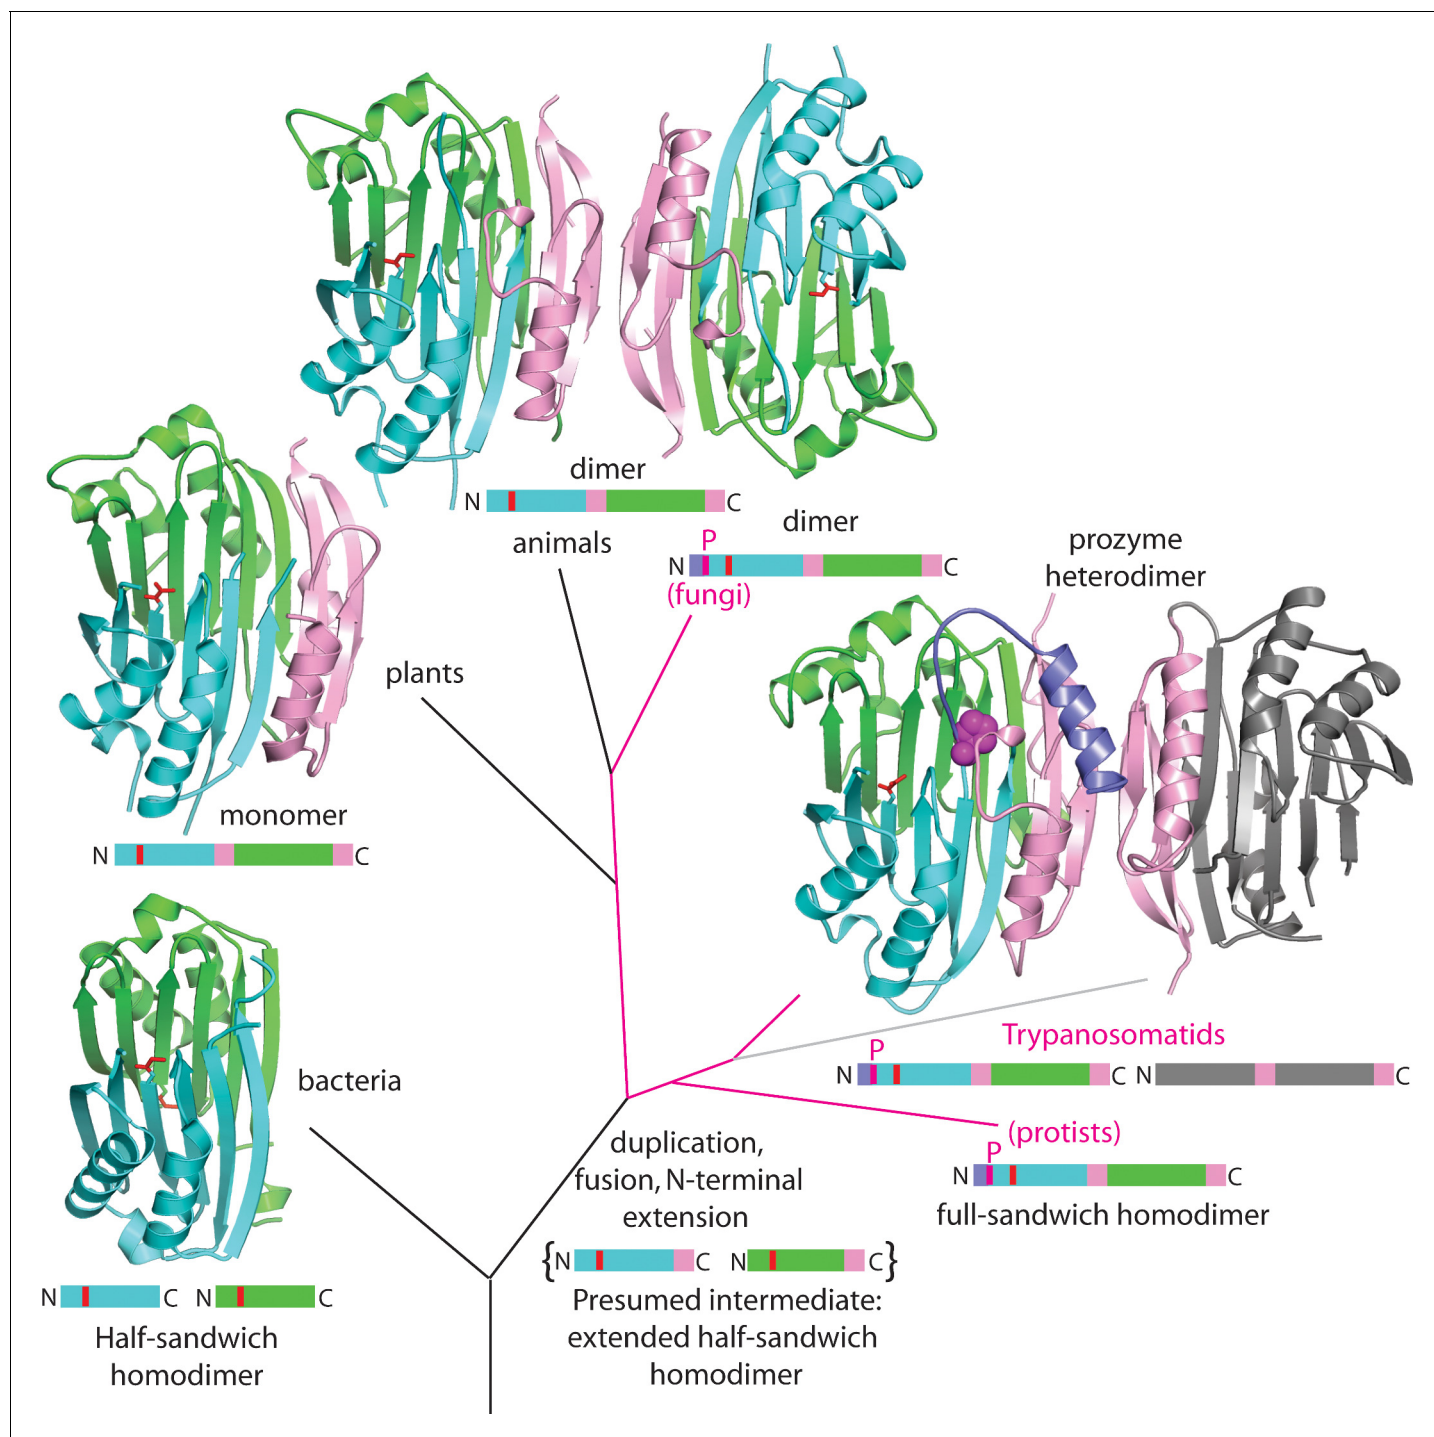 dimer
N C
animals
dimer
P
N C
(fungi)
prozyme
heterodimer
plants
monomer
N C
bacteria
Trypanosomatids
P
N C N C
(protists)
P
N C
full-sandwich homodimer
duplication,
fusion, N-terminal
extension
{N C N C}
Presumed intermediate:
extended half-sandwich
homodimer
N C N C
Half-sandwich
homodimer